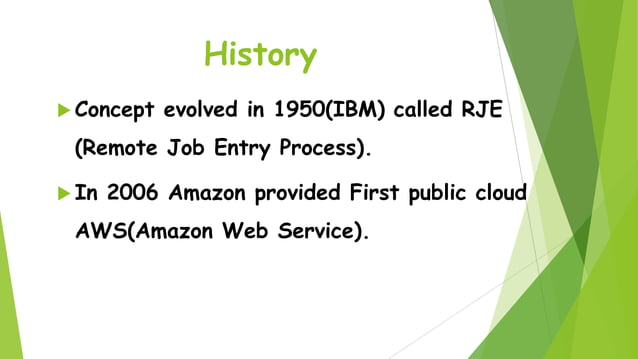 History
Concept evolved in 1950(IBM) called RJE
(Remote Job Entry Process).
In 2006 Amazon provided First public cloud
AWS(Amazon Web Service).